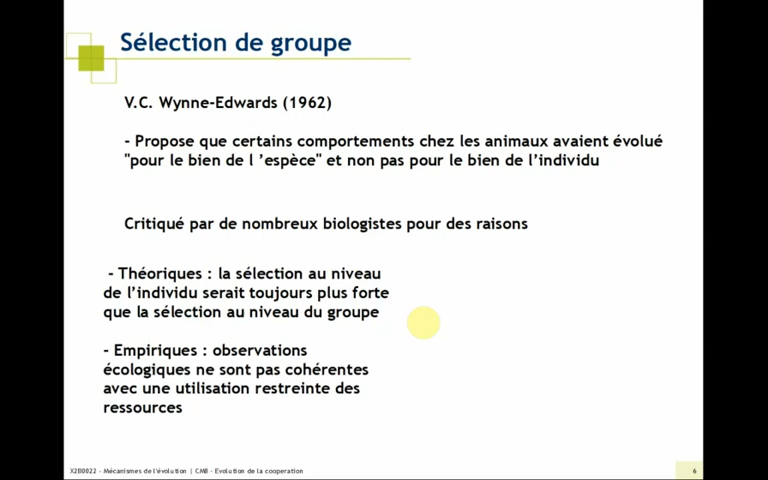 Sélection de groupe
V.C. Wynne-Edwards (1962)
- Propose que certains comportements chez les animaux avaient évolué
"pour le bien de l ’espèce" et non pas pour le bien de l’individu
Critiqué par de nombreux biologistes pour des raisons
- Théoriques : la sélection au niveau
de l’individu serait toujours plus forte
que la sélection au niveau du groupe
- Empiriques : observations
écologiques ne sont pas cohérentes
avec une utilisation restreinte des
ressources
X2B0022 - Mécanismes de l'évolution | CM8 - Evolution de la cooperation
6